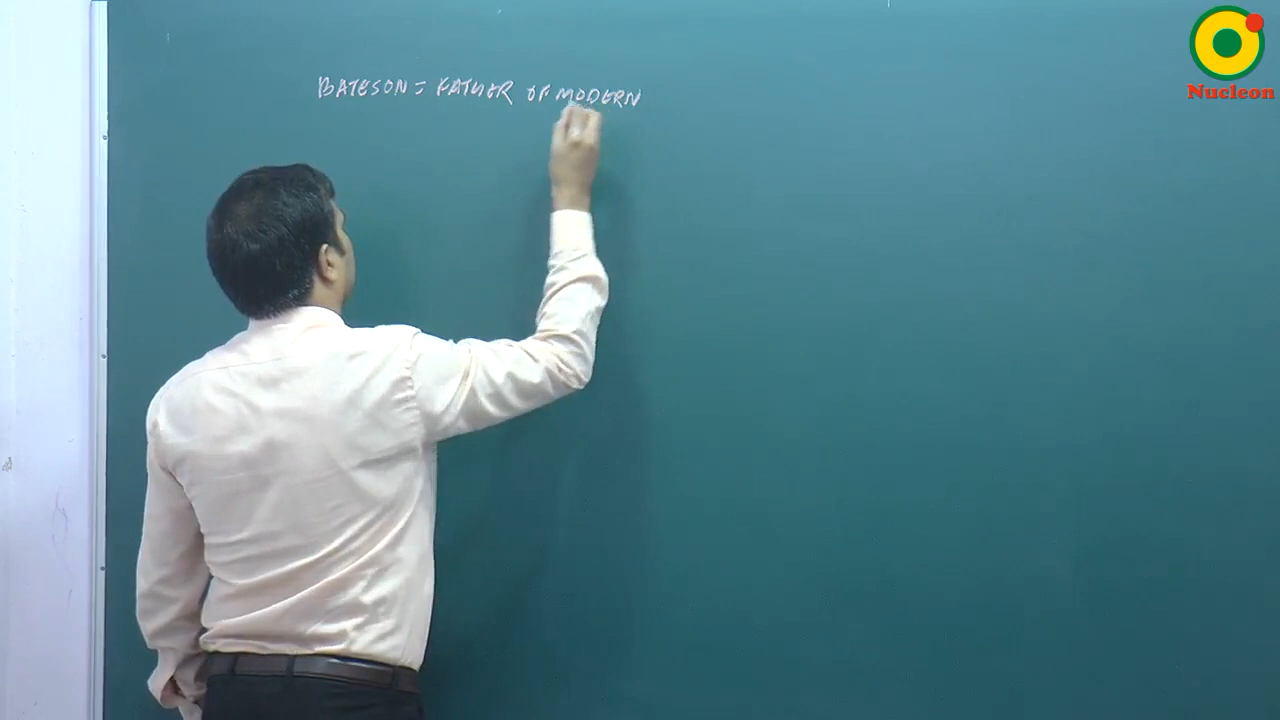 BATESON = FATHER OF MODERN
Nucleon